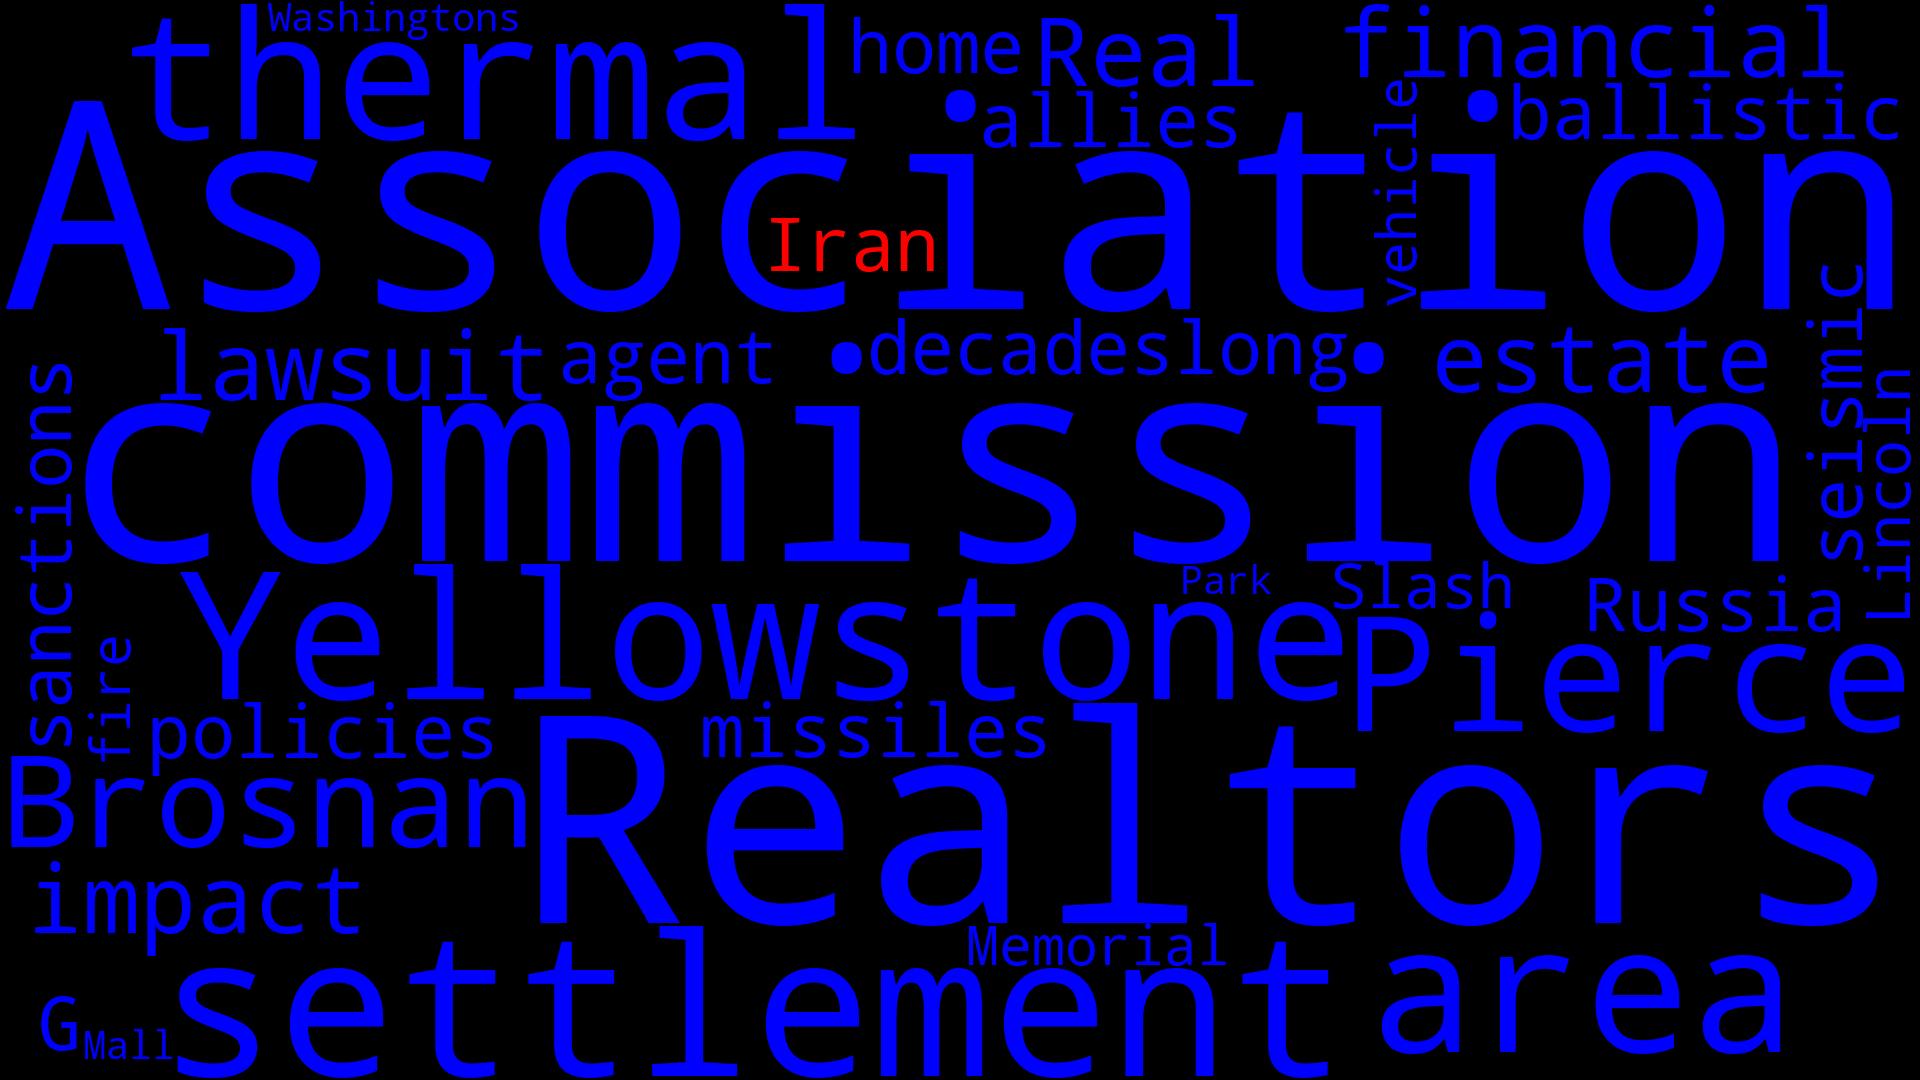 Washingtons
thermal
home
Real
financial
allies
vehicle
ballistic
Association
Iran
seismic
lawsuit
agent
decadeslong
estate
sanctions
commission
Lincoln
Yellowstone
Park
Slash
Russia
Pierce
fire
policies
missiles
Brosnan
Realtors
impact
Memorial
settlement
area
G
Mall